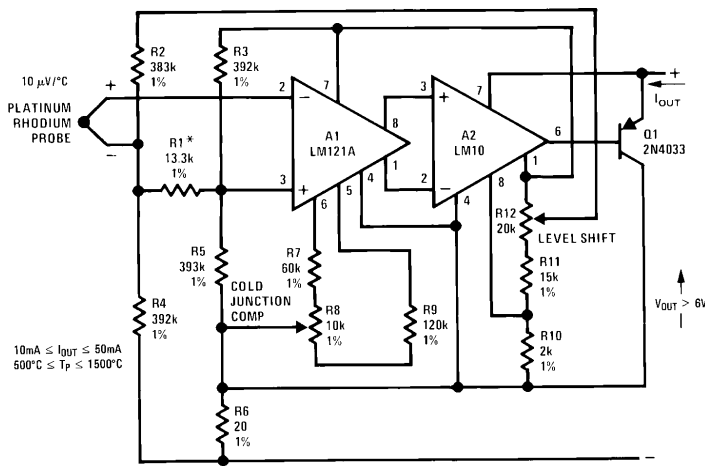 R2
383k
1%
R3
392k
1%
10 μV/°C
PLATINUM
RHODIUM
PROBE
+
−
R1*
13.3k
1%
2
−
7
A1
LM121A
8
1
3
+
6
5
4
3
+
7
A2
LM10
6
1
2
−
4
8
+
IOUT
Q1
2N4033
R12
20k
LEVEL SHIFT
R5
393k
1%
COLD
JUNCTION
COMP
R7
60k
1%
R8
10k
1%
R9
120k
1%
R11
15k
1%
R10
2k
1%
VOUT > 6V
R4
392k
1%
10mA ≤ IOUT ≤ 50mA
500°C ≤ TP ≤ 1500°C
R6
20
1%
−